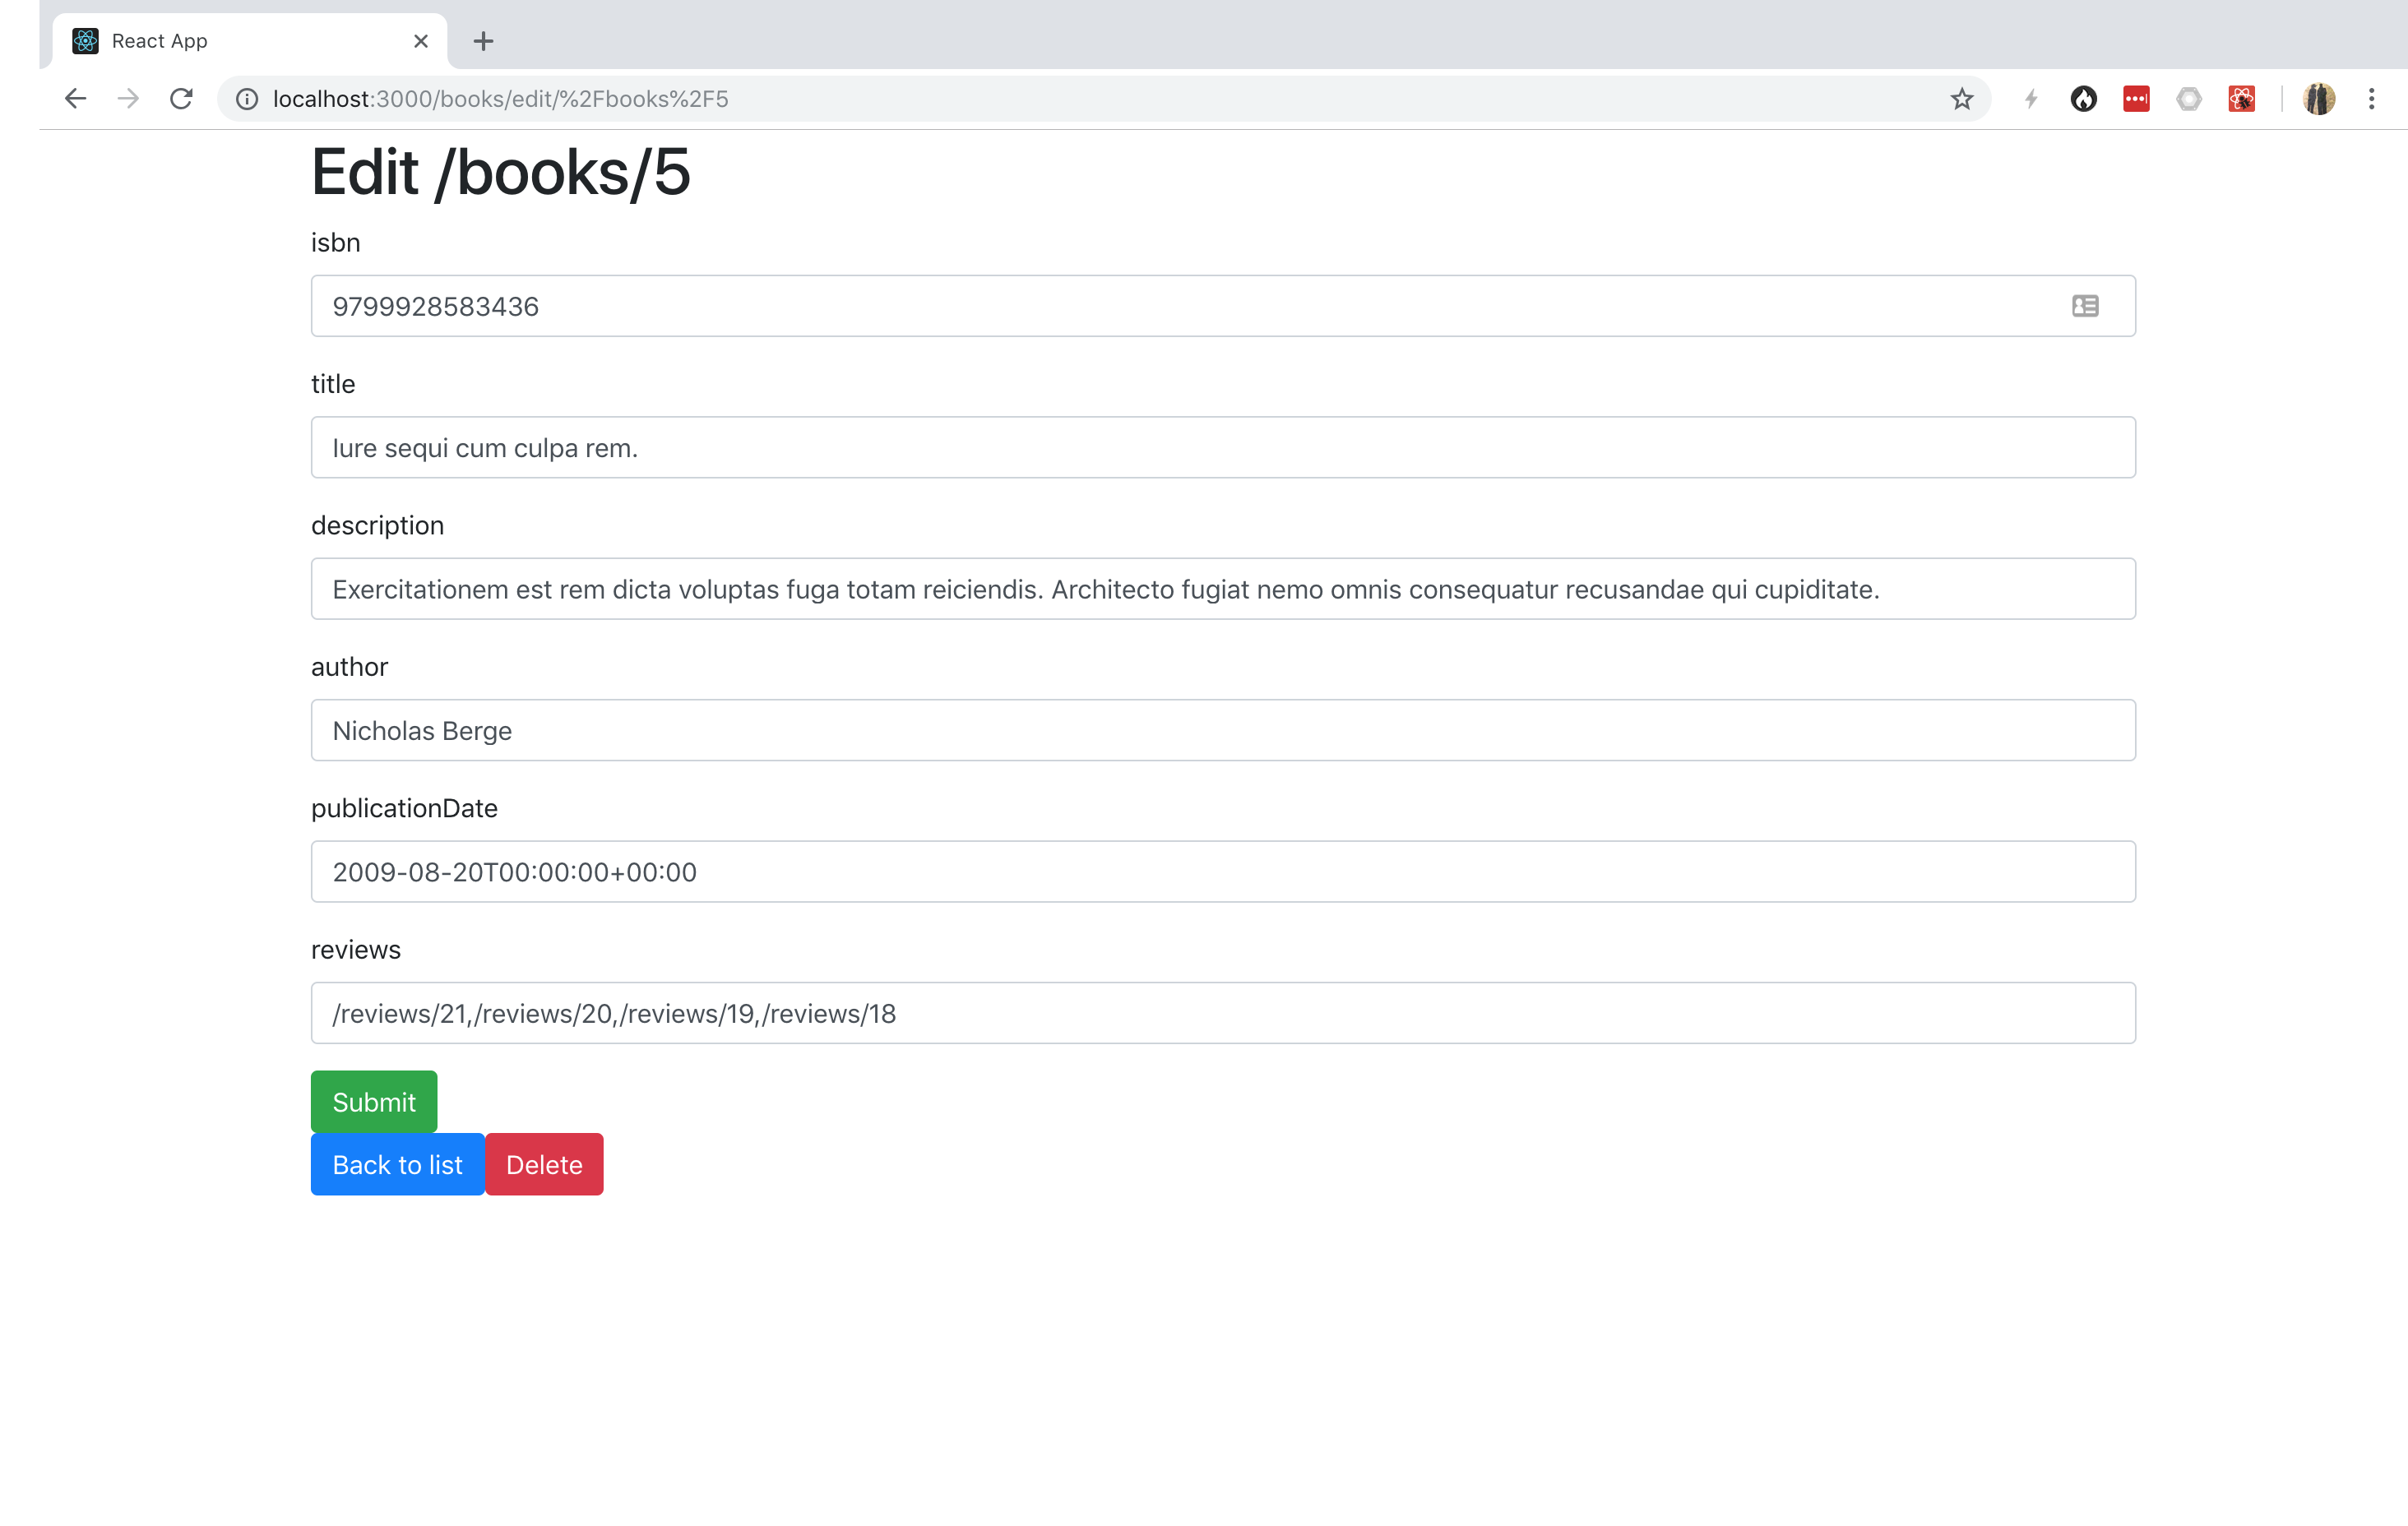 React App
localhost:3000/books/edit/%2Fbooks%2F5
Edit /books/5
isbn
9799928583436
title
Iure sequi cum culpa rem.
description
Exercitationem est rem dicta voluptas fuga totam reiciendis. Architecto fugiat nemo omnis consequatur recusandae qui cupiditate.
author
Nicholas Berge
publicationDate
2009-08-20T00:00:00+00:00
reviews
/reviews/21,/reviews/20,/reviews/19,/reviews/18
Submit
Back to list Delete